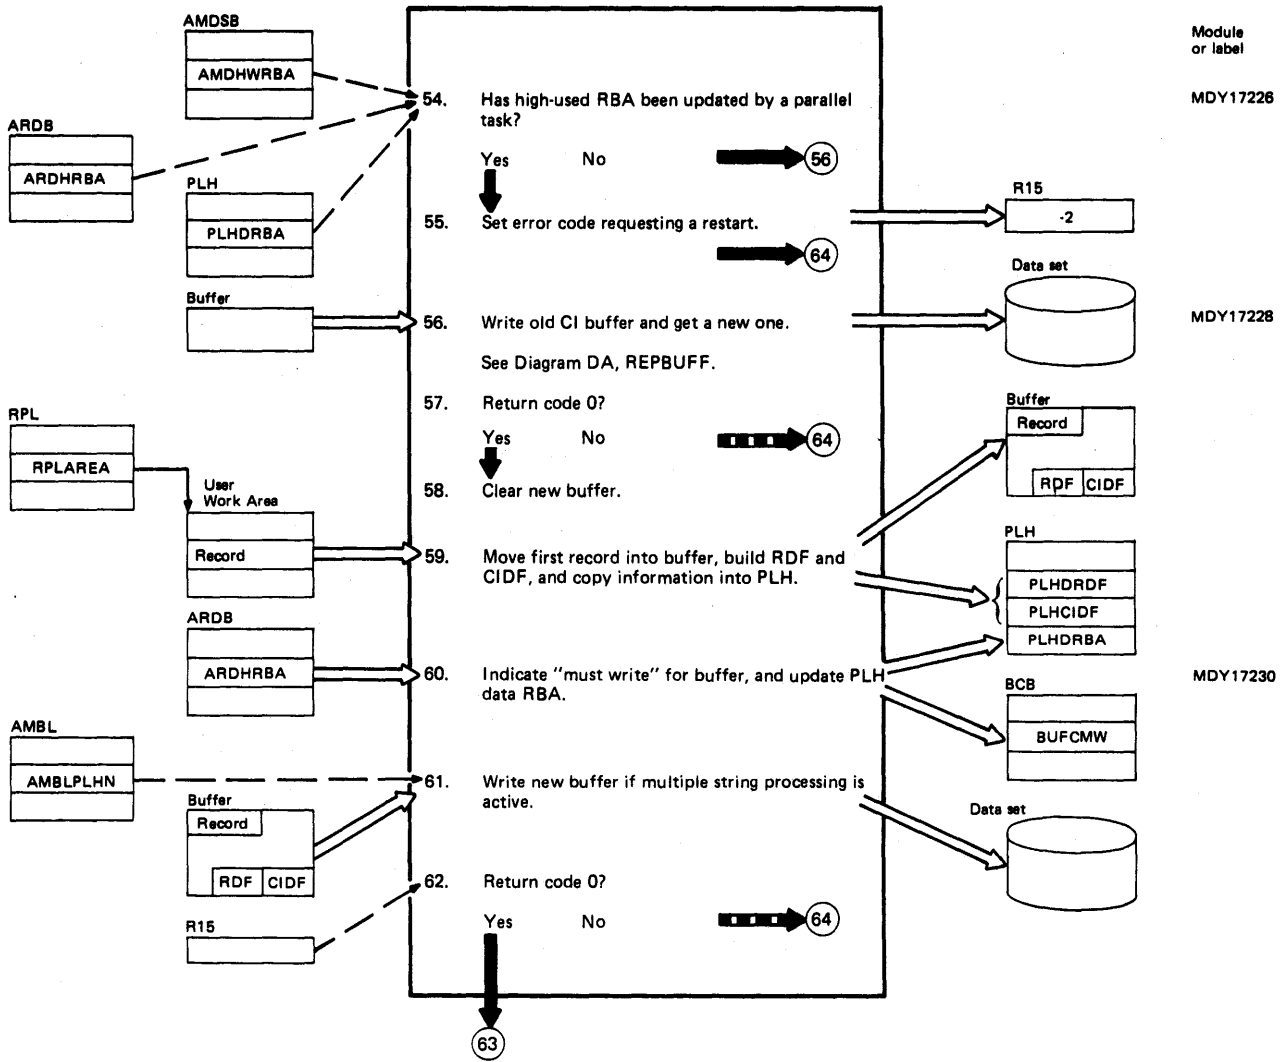 AMDSB
AMDHWRBA
Module
or label
54. Has high-used RBA been updated by a parallel
task?
MDY17226
ARDB
ARDHRBA
Yes No 56
PLH
PLHDRBA
R15
-2
55. Set error code requesting a restart.
64
Data set
Buffer
56. Write old CI buffer and get a new one.
MDY17228
See Diagram DA, REPBUFF.
57. Return code 0?
Buffer
Record
RDF CIDF
RPL
RPLAREA
Yes No 64
User
Work Area
Record
58. Clear new buffer.
59. Move first record into buffer, build RDF and
CIDF, and copy information into PLH.
PLH
PLHDRDF
PLHCIDF
PLHDRBA
ARDB
ARDHRBA
60. Indicate "must write" for buffer, and update PLH
data RBA.
MDY17230
BCB
BUFCMW
AMBL
AMBLPLHN
61. Write new buffer if multiple string processing is
active.
Buffer
Record
RDF CIDF
Data set
62. Return code 0?
R15
Yes No 64
63